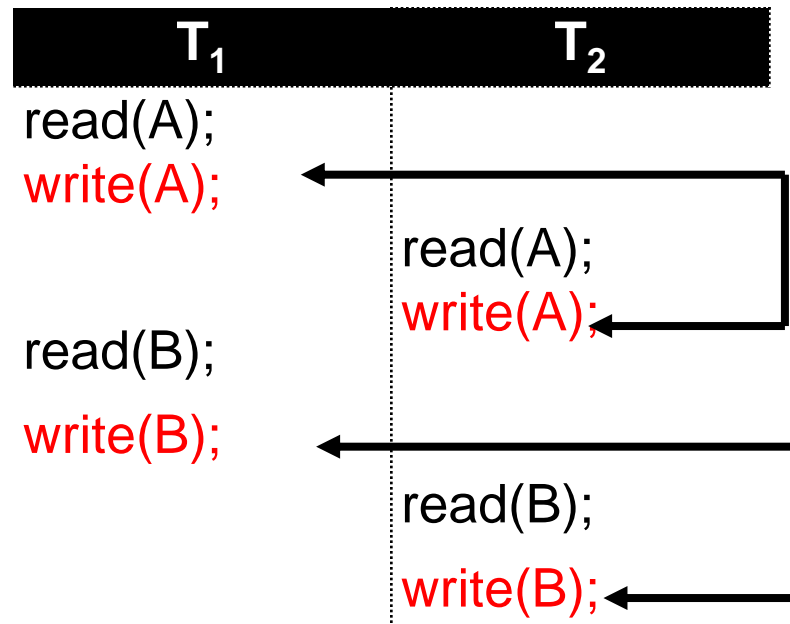 T₁ T₂
read(A);
write(A);
read(A);
write(A);
read(B);
write(B);
read(B);
write(B);